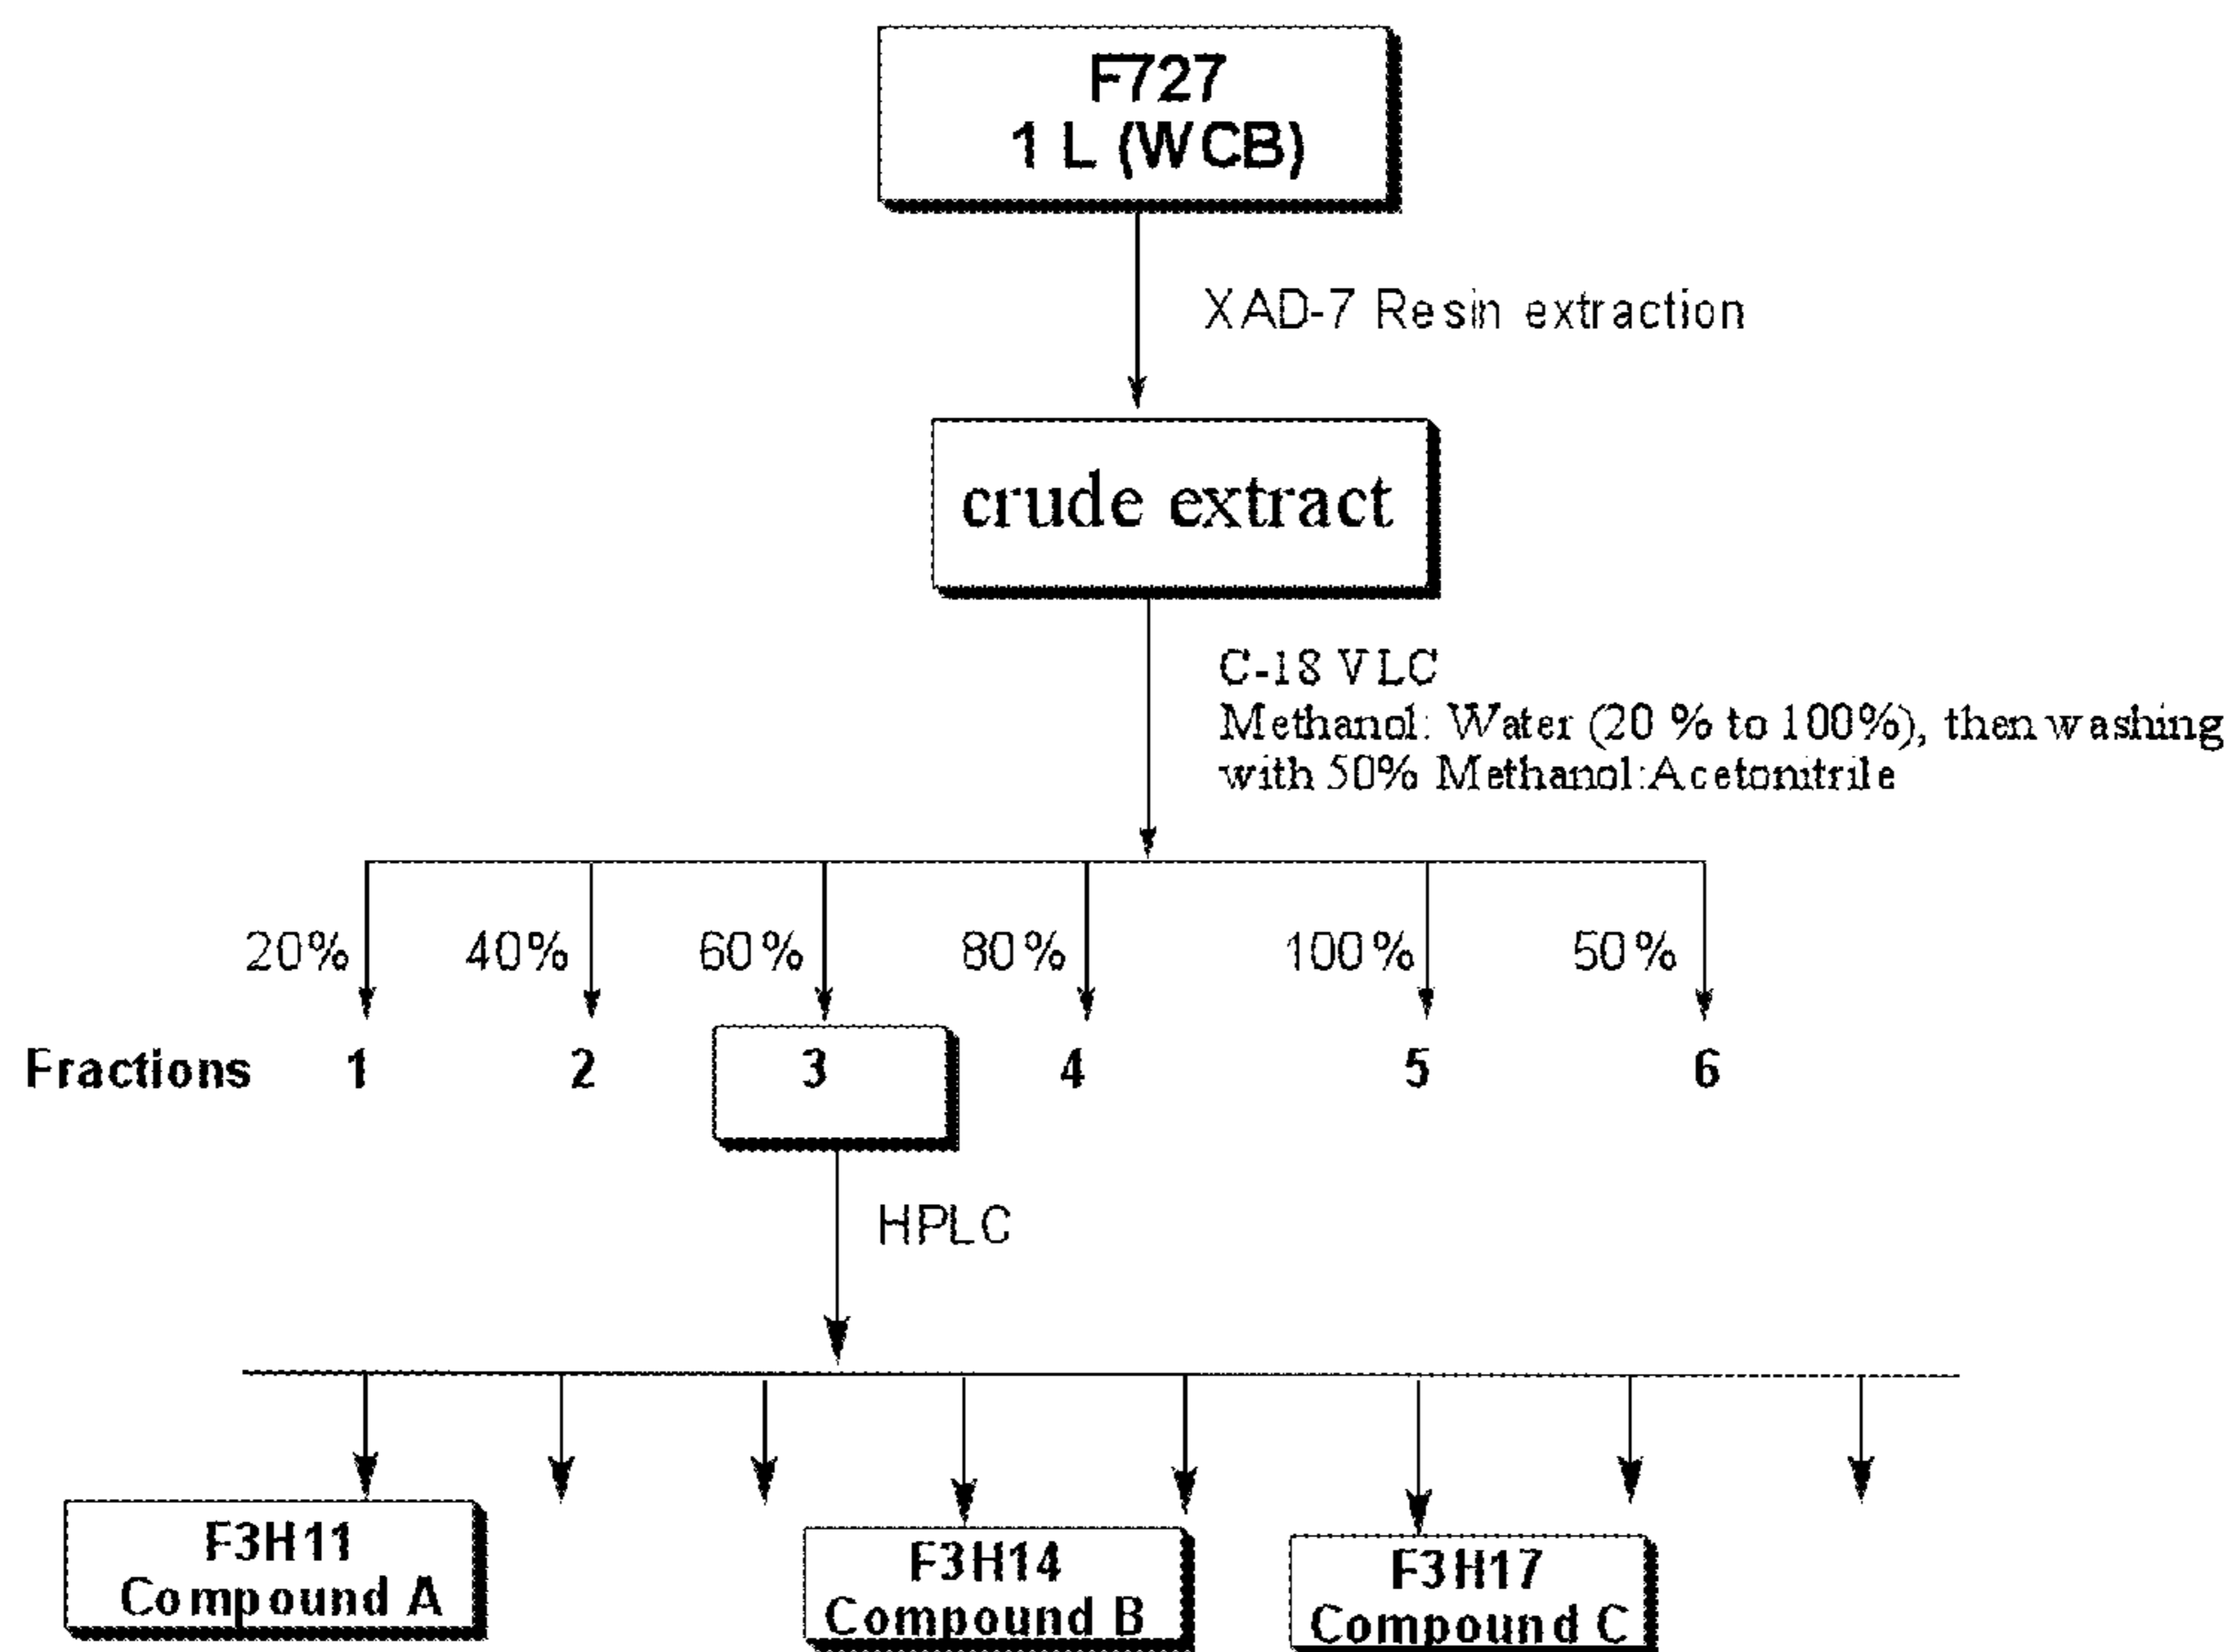 F727
1 L (WCB)
XAD-7 Resin extraction
crude extract
C-18 VLC
Methanol: Water (20 % to 100%), then washing
with 50% Methanol:Acetonitrile
20% 40% 60% 80% 100% 50%
Fractions 1 2 3 4 5 6
HPLC
F3H11
Compound A
F3H14
Compound B
F3H17
Compound C